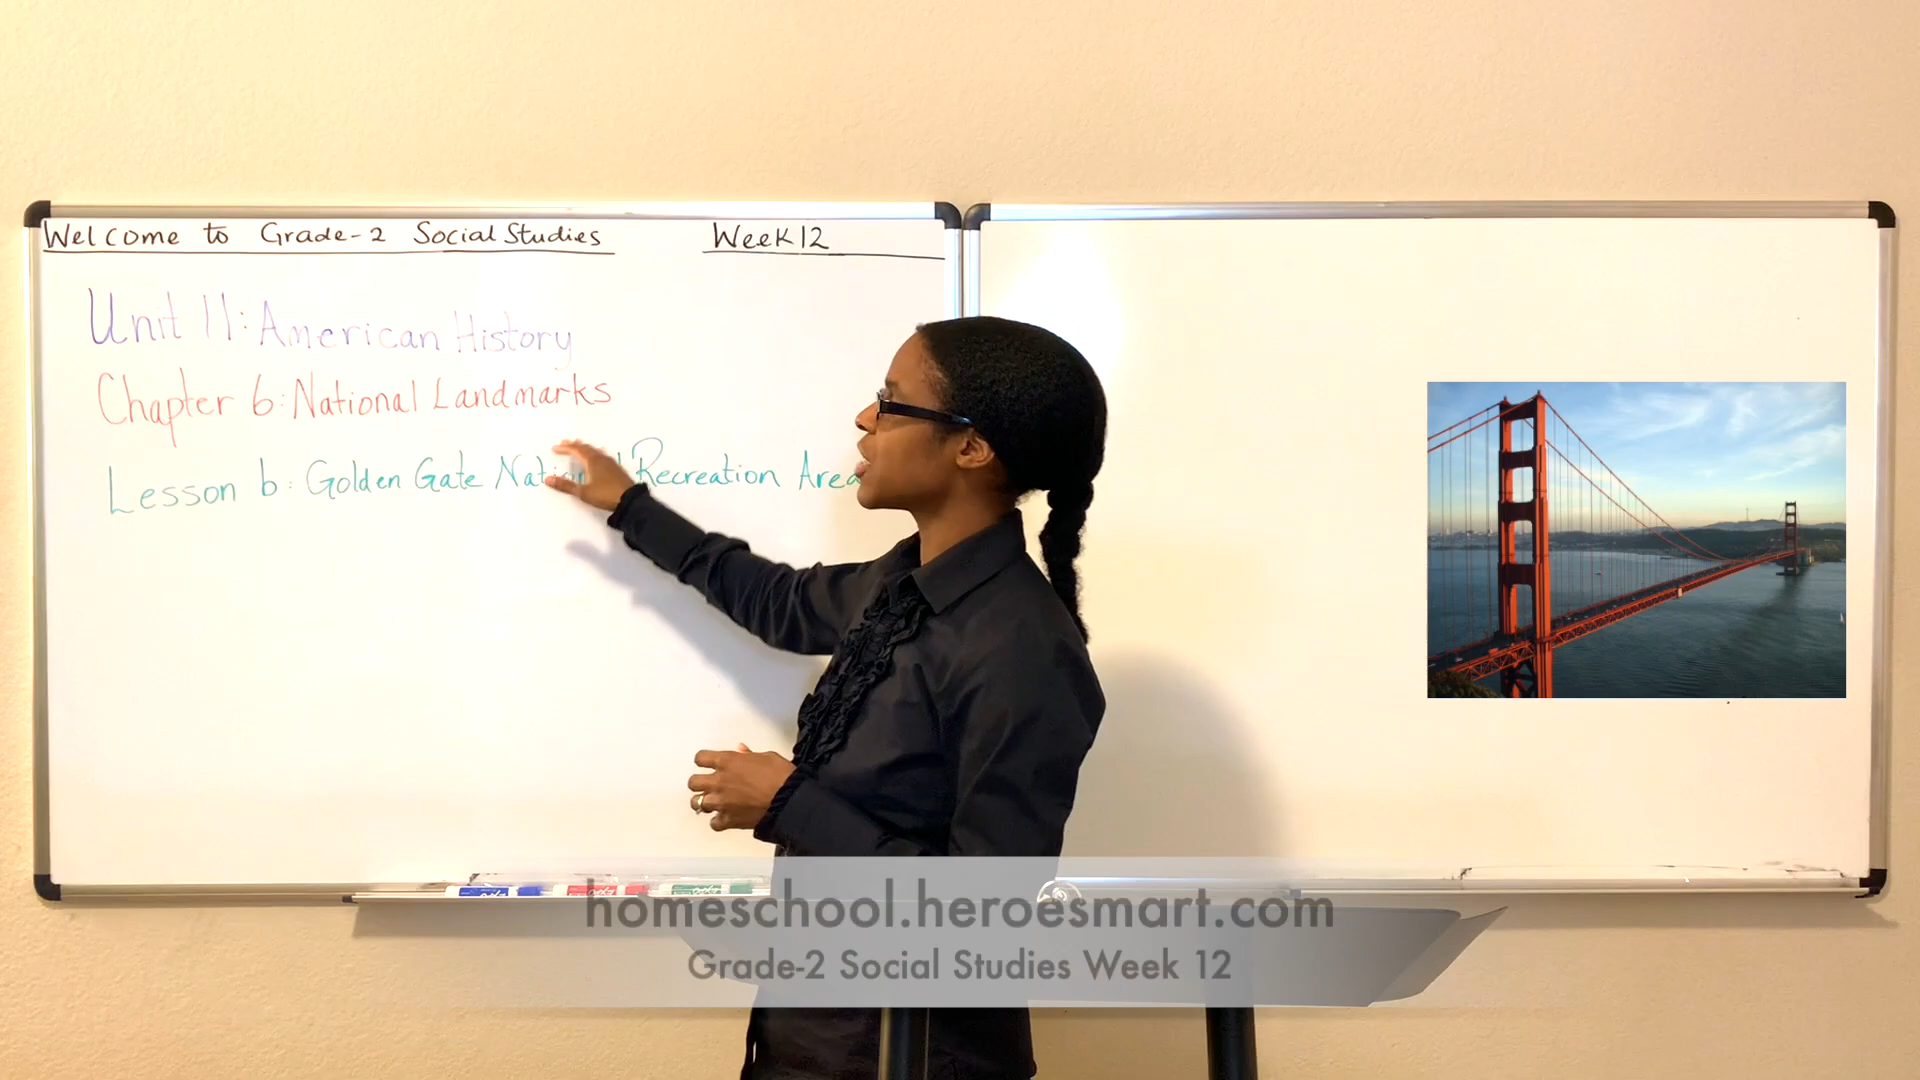 Welcome to Grade-2 Social Studies Week 12
Unit 11: American History
Chapter 6: National Landmarks
Lesson b: Golden Gate National Recreation Area
homeschool.heroesmart.com
Grade-2 Social Studies Week 12